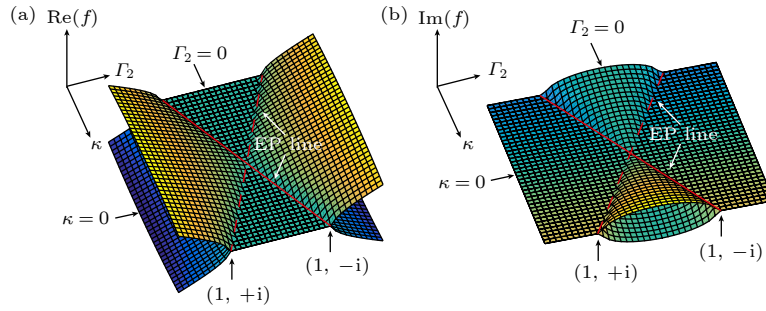 (a)
Re(f)
Γ₂
κ
Γ₂ = 0
EP line
κ = 0
(1, +i)
(1, −i)
(b)
Im(f)
Γ₂
κ
Γ₂ = 0
EP line
κ = 0
(1, +i)
(1, −i)